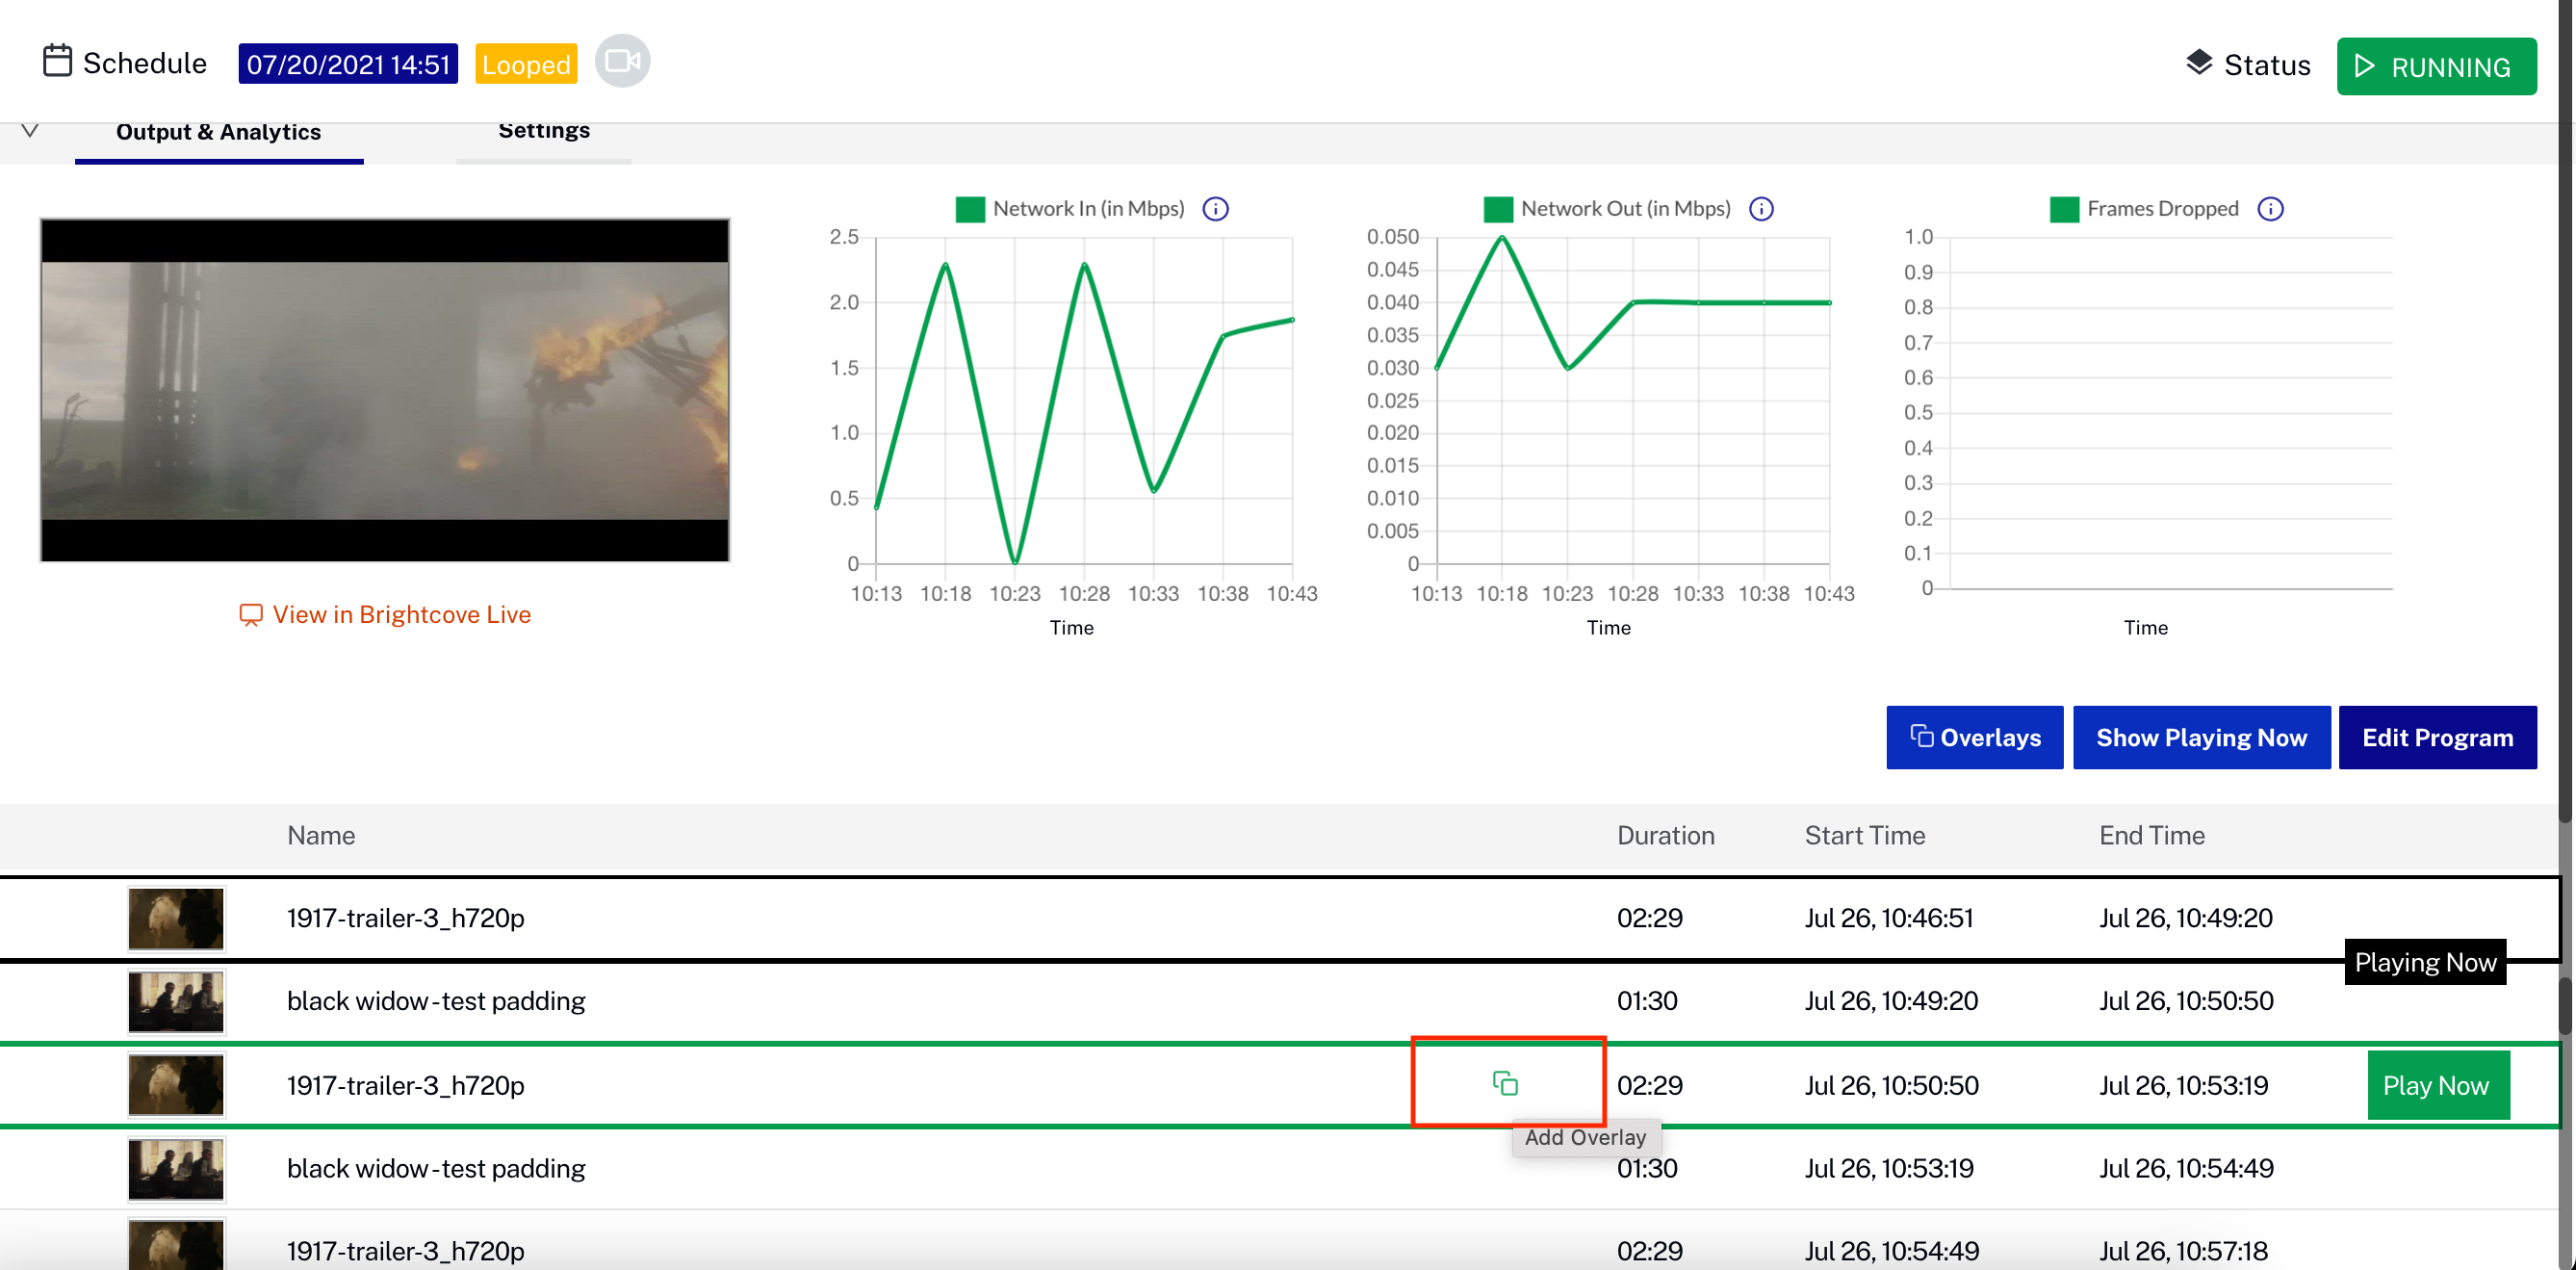 Schedule 07/20/2021 14:51 Looped Status RUNNING
Output & Analytics Settings
Network In (in Mbps) Network Out (in Mbps) Frames Dropped
2.5
2.0
1.5
1.0
0.5
0
10:13 10:18 10:23 10:28 10:33 10:38 10:43
Time
0.050
0.045
0.040
0.035
0.030
0.025
0.020
0.015
0.010
0.005
0
10:13 10:18 10:23 10:28 10:33 10:38 10:43
Time
1.0
0.9
0.8
0.7
0.6
0.5
0.4
0.3
0.2
0.1
0
Time
View in Brightcove Live
Overlays Show Playing Now Edit Program
Name Duration Start Time End Time
1917-trailer-3_h720p 02:29 Jul 26, 10:46:51 Jul 26, 10:49:20
Playing Now
black widow-test padding 01:30 Jul 26, 10:49:20 Jul 26, 10:50:50
1917-trailer-3_h720p 02:29 Jul 26, 10:50:50 Jul 26, 10:53:19 Play Now
Add Overlay
black widow-test padding 01:30 Jul 26, 10:53:19 Jul 26, 10:54:49
1917-trailer-3_h720p 02:29 Jul 26, 10:54:49 Jul 26, 10:57:18